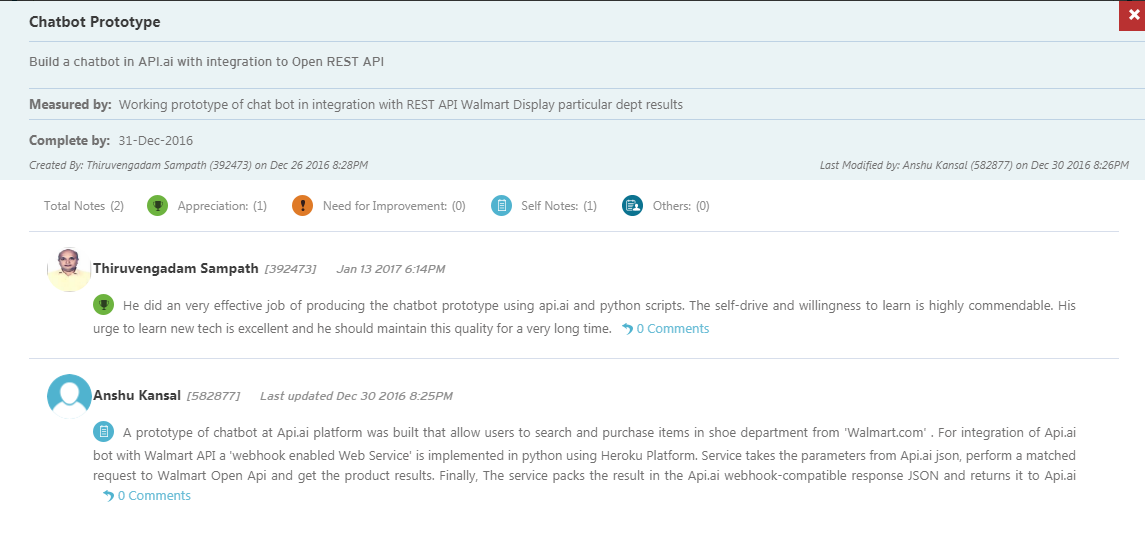 Chatbot Prototype
Build a chatbot in API.ai with integration to Open REST API
Measured by: Working prototype of chat bot in integration with REST API Walmart Display particular dept results
Complete by: 31-Dec-2016
Created By: Thiruvengadam Sampath (392473) on Dec 26 2016 8:28PM
Last Modified by: Anshu Kansal (582877) on Dec 30 2016 8:26PM
Total Notes (2) Appreciation: (1) Need for Improvement: (0) Self Notes: (1) Others: (0)
Thiruvengadam Sampath [392473] Jan 13 2017 6:14PM
He did an very effective job of producing the chatbot prototype using api.ai and python scripts. The self-drive and willingness to learn is highly commendable. His
urge to learn new tech is excellent and he should maintain this quality for a very long time. 0 Comments
Anshu Kansal [582877] Last updated Dec 30 2016 8:25PM
A prototype of chatbot at Api.ai platform was built that allow users to search and purchase items in shoe department from 'Walmart.com' . For integration of Api.ai
bot with Walmart API a 'webhook enabled Web Service' is implemented in python using Heroku Platform. Service takes the parameters from Api.ai json, perform a matched
request to Walmart Open Api and get the product results. Finally, The service packs the result in the Api.ai webhook-compatible response JSON and returns it to Api.ai
0 Comments